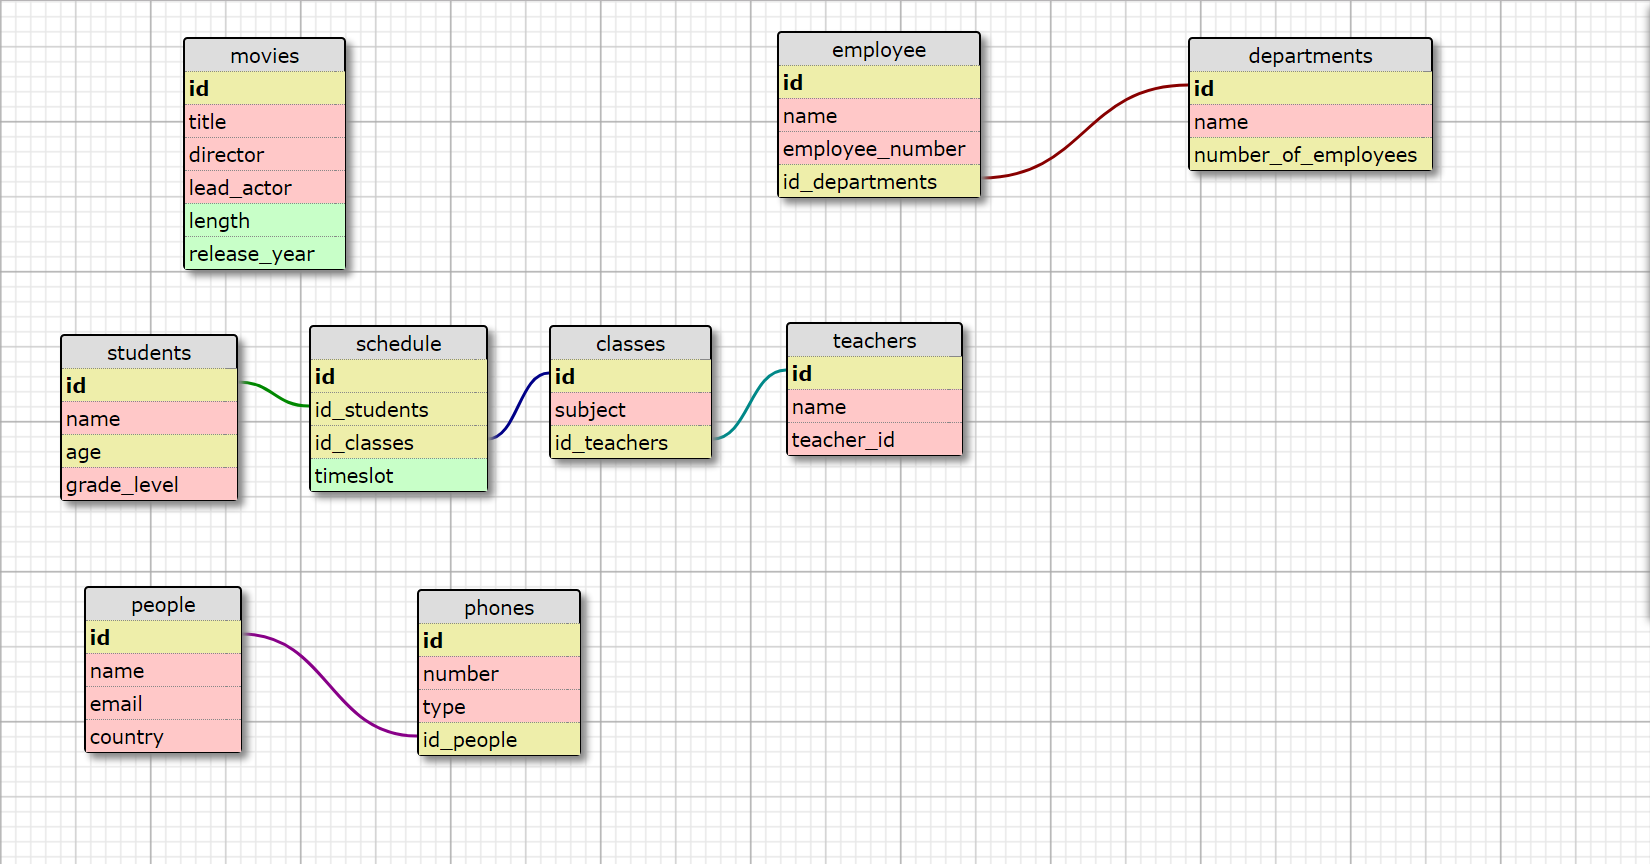 movies
id
title
director
lead_actor
length
release_year
employee
id
name
employee_number
id_departments
departments
id
name
number_of_employees
students
id
name
age
grade_level
schedule
id
id_students
id_classes
timeslot
classes
id
subject
id_teachers
teachers
id
name
teacher_id
people
id
name
email
country
phones
id
number
type
id_people